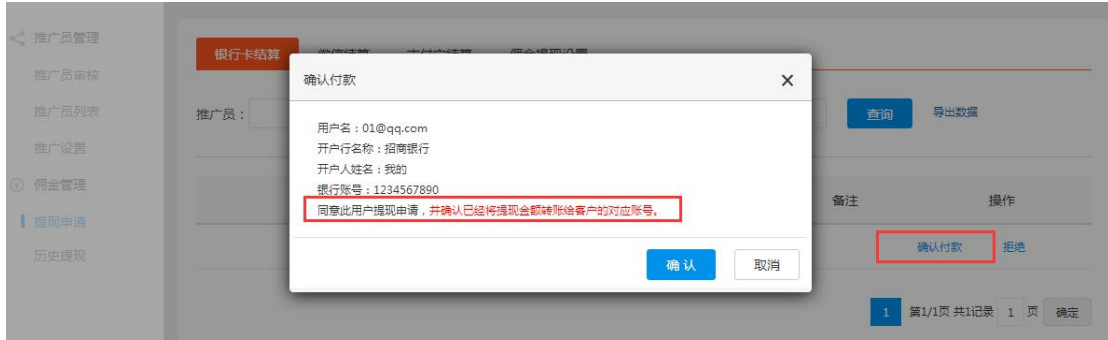 推广员管理
推广员审核
推广员列表
推广设置
佣金管理
提现申请
历史提现
银行卡结算
佣金提现设置
推广员：
查询
导出数据
备注
操作
确认付款
拒绝
1
第1/1页 共1记录 1 页 确定
确认付款
用户名：01@qq.com
开户行名称：招商银行
开户人姓名：我的
银行账号：1234567890
同意此用户提现申请，并确认已经将提现金额转账给客户的对应账号。
确 认
取消